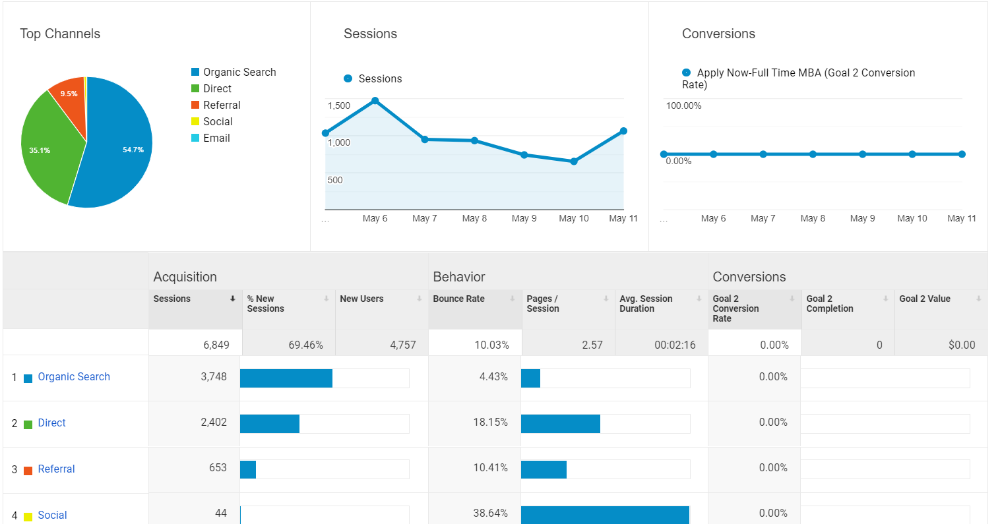 Top Channels
Organic Search
Direct
Referral
Social
Email
9.5%
35.1%
54.7%
Sessions
Sessions
1,500
1,000
500
... May 6 May 7 May 8 May 9 May 10 May 11
Conversions
Apply Now-Full Time MBA (Goal 2 Conversion
Rate)
100.00%
0.00%
... May 6 May 7 May 8 May 9 May 10 May 11
Acquisition Behavior Conversions
Sessions % New Sessions New Users Bounce Rate Pages / Session Avg. Session Duration Goal 2 Conversion Rate Goal 2 Completion Goal 2 Value
6,849 69.46% 4,757 10.03% 2.57 00:02:16 0.00% 0 $0.00
1 Organic Search 3,748 4.43% 0.00%
2 Direct 2,402 18.15% 0.00%
3 Referral 653 10.41% 0.00%
4 Social 44 38.64% 0.00%